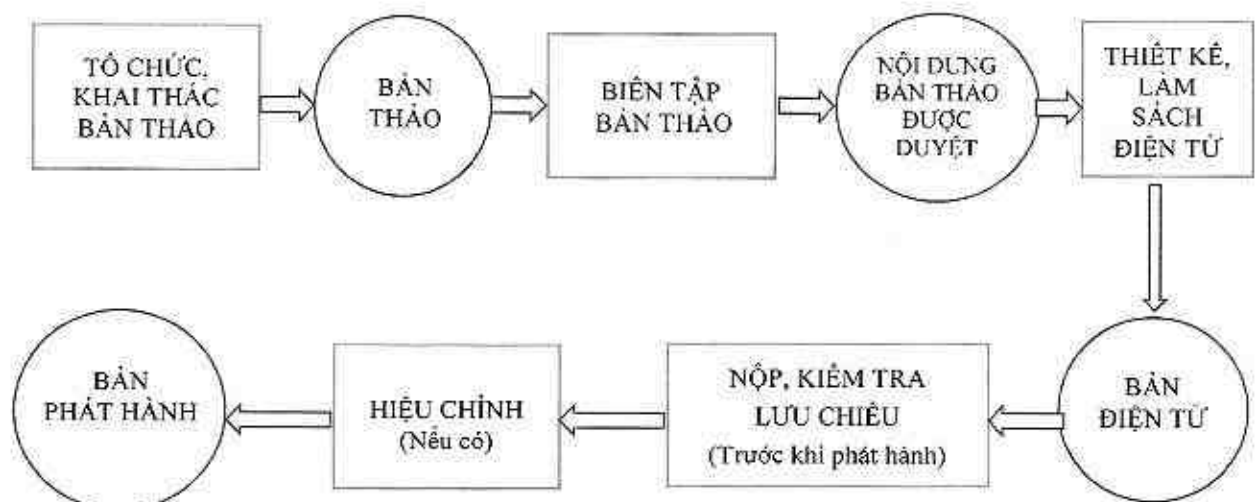 TỔ CHỨC,
KHAI THÁC
BẢN THẢO
BẢN
THẢO
BIÊN TẬP
BẢN THẢO
NỘI DUNG
BẢN THẢO
ĐƯỢC
DUYỆT
THIẾT KẾ,
LÀM
SÁCH
ĐIỆN TỬ
BẢN
ĐIỆN TỬ
NỘP, KIỂM TRA
LƯU CHIỂU
(Trước khi phát hành)
HIỆU CHỈNH
(Nếu có)
BẢN
PHÁT HÀNH